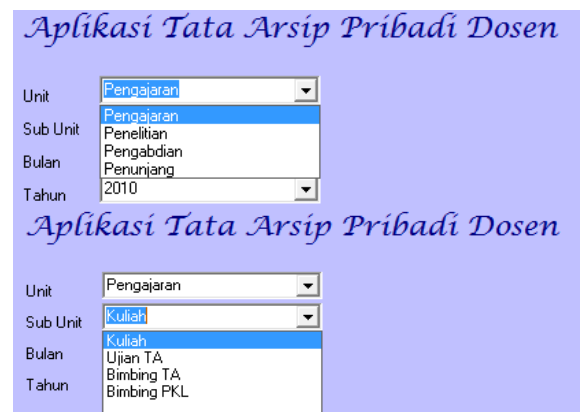 Aplikasi Tata Arsip Pribadi Dosen
Unit Pengajaran
Pengajaran
Sub Unit Penelitian
Pengabdian
Bulan Penunjang
Tahun 2010
Aplikasi Tata Arsip Pribadi Dosen
Unit Pengajaran
Sub Unit Kuliah
Kuliah
Bulan Ujian TA
Bimbing TA
Tahun Bimbing PKL